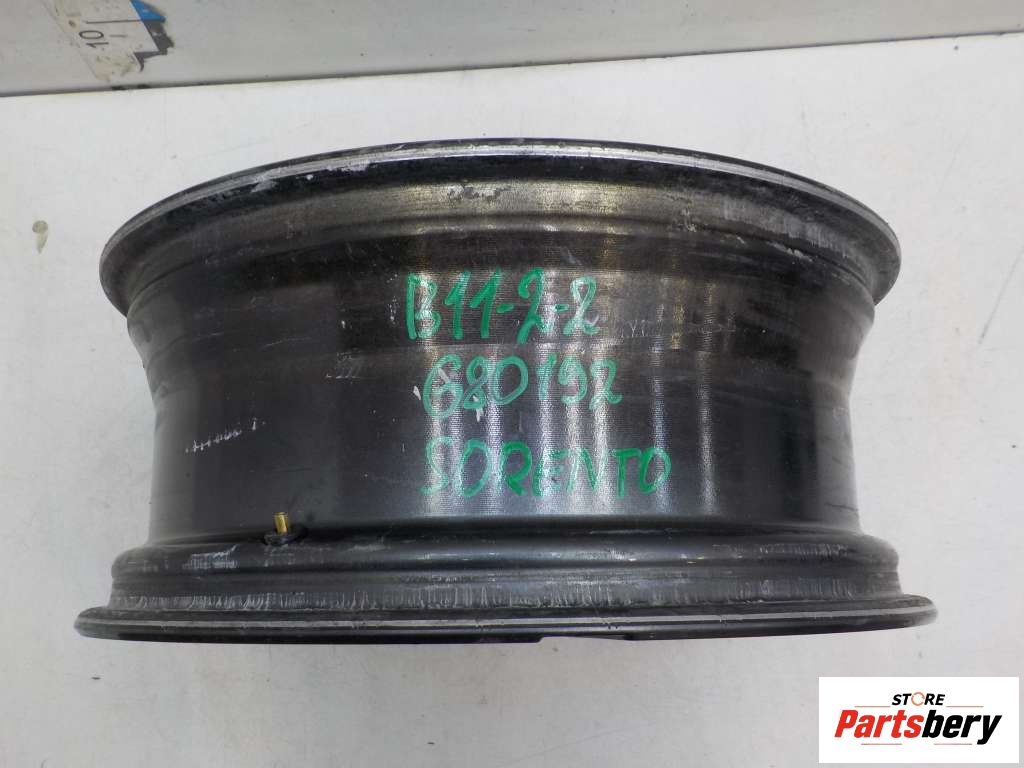 10
B11-2-2
680192
SORENTO
STORE
Partsbery